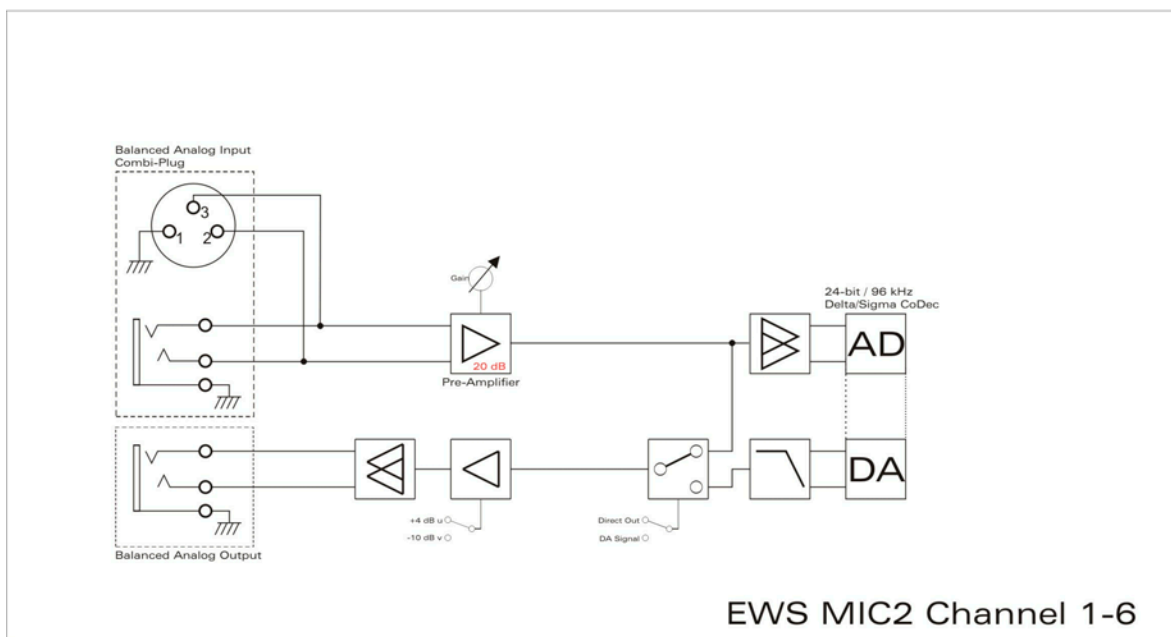 Balanced Analog Input
Combi-Plug
3
1
2
Gain
24-bit / 96 kHz
Delta/Sigma CoDec
AD
20 dB
Pre-Amplifier
DA
+4 dB u
-10 dB v
Direct Out
DA Signal
Balanced Analog Output
EWS MIC2 Channel 1-6